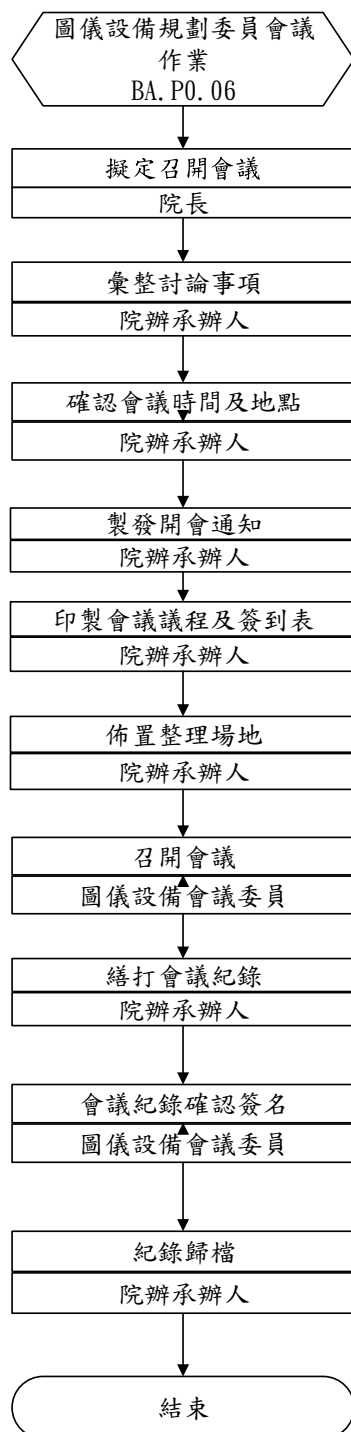 圖儀設備規劃委員會議
作業
BA.P0.06
擬定召開會議
院長
彙整討論事項
院辦承辦人
確認會議時間及地點
院辦承辦人
製發開會通知
院辦承辦人
印製會議議程及簽到表
院辦承辦人
佈置整理場地
院辦承辦人
召開會議
圖儀設備會議委員
繕打會議紀錄
院辦承辦人
會議紀錄確認簽名
圖儀設備會議委員
紀錄歸檔
院辦承辦人
結束